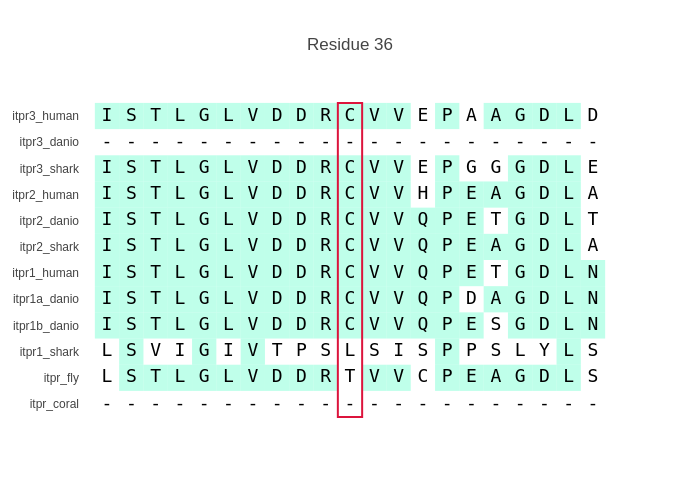 Residue 36
itpr3_human I S T L G L V D D R C V V E P A A G D L D
itpr3_danio - - - - - - - - - - - - - - - - - - - - -
itpr3_shark I S T L G L V D D R C V V E P G G G D L E
itpr2_human I S T L G L V D D R C V V H P E A G D L A
itpr2_danio I S T L G L V D D R C V V Q P E T G D L T
itpr2_shark I S T L G L V D D R C V V Q P E A G D L A
itpr1_human I S T L G L V D D R C V V Q P E T G D L N
itpr1a_danio I S T L G L V D D R C V V Q P D A G D L N
itpr1b_danio I S T L G L V D D R C V V Q P E S G D L N
itpr1_shark L S V I G I V T P S L S I S P P S L Y L S
itpr_fly L S T L G L V D D R T V V C P E A G D L S
itpr_coral - - - - - - - - - - - - - - - - - - - - -